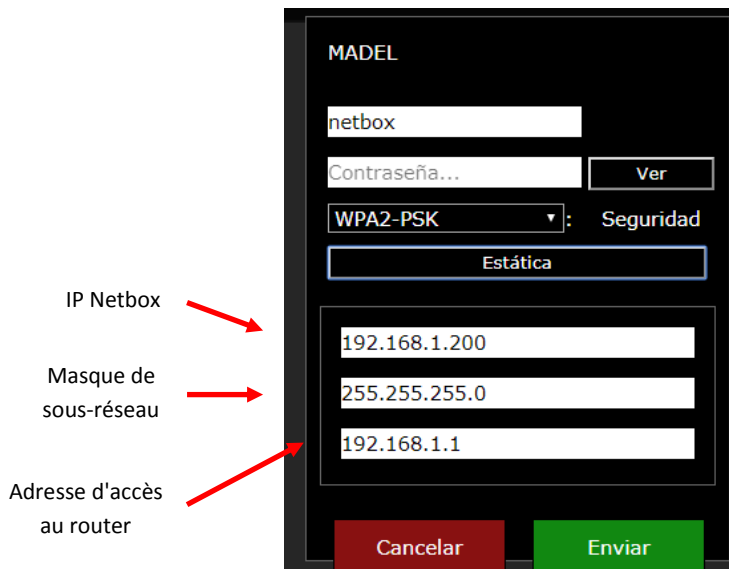 MADEL
netbox
Contraseña...
Ver
WPA2-PSK
:
Seguridad
Estática
IP Netbox
192.168.1.200
Masque de
sous-réseau
255.255.255.0
192.168.1.1
Adresse d'accès
au router
Cancelar
Enviar